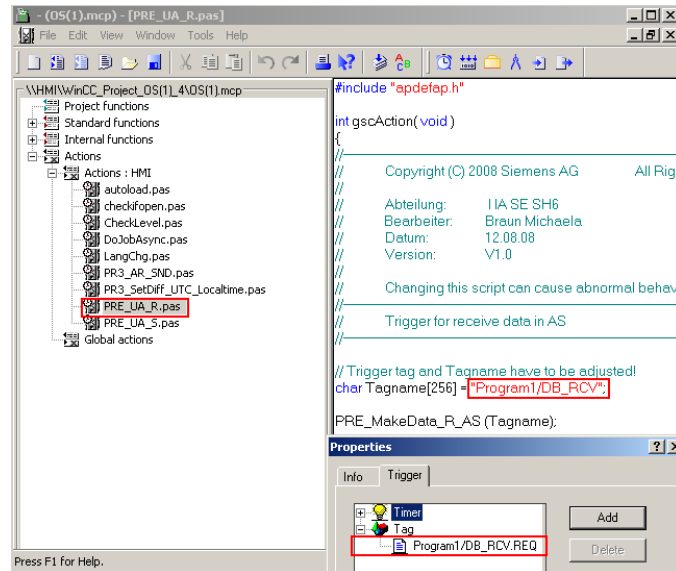 - (OS(1).mcp) - [PRE_UA_R.pas]
File Edit View Window Tools Help
\\HMI\WinCC_Project_OS(1)_4\OS(1).mcp
Project functions
Standard functions
Internal functions
Actions
Actions : HMI
autoload.pas
checkifopen.pas
CheckLevel.pas
DoJobAsync.pas
LangChg.pas
PR3_AR_SND.pas
PR3_SetDiff_UTC_Localtime.pas
PRE_UA_R.pas
PRE_UA_S.pas
Global actions
#include "apdefap.h"
int gscAction( void )
{
//
// Copyright (C) 2008 Siemens AG All Rig
//
// Abteilung: I IA SE SH6
// Bearbeiter: Braun Michaela
// Datum: 12.08.08
// Version: V1.0
//
// Changing this script can cause abnormal behav
//
// Trigger for receive data in AS
//
// Trigger tag and Tagname have to be adjusted!
char Tagname[256] = "Program1/DB_RCV";
PRE_MakeData_R_AS (Tagname);
Properties
Info Trigger
Timer
Tag
Program1/DB_RCV.REQ
Add
Delete
Press F1 for Help.